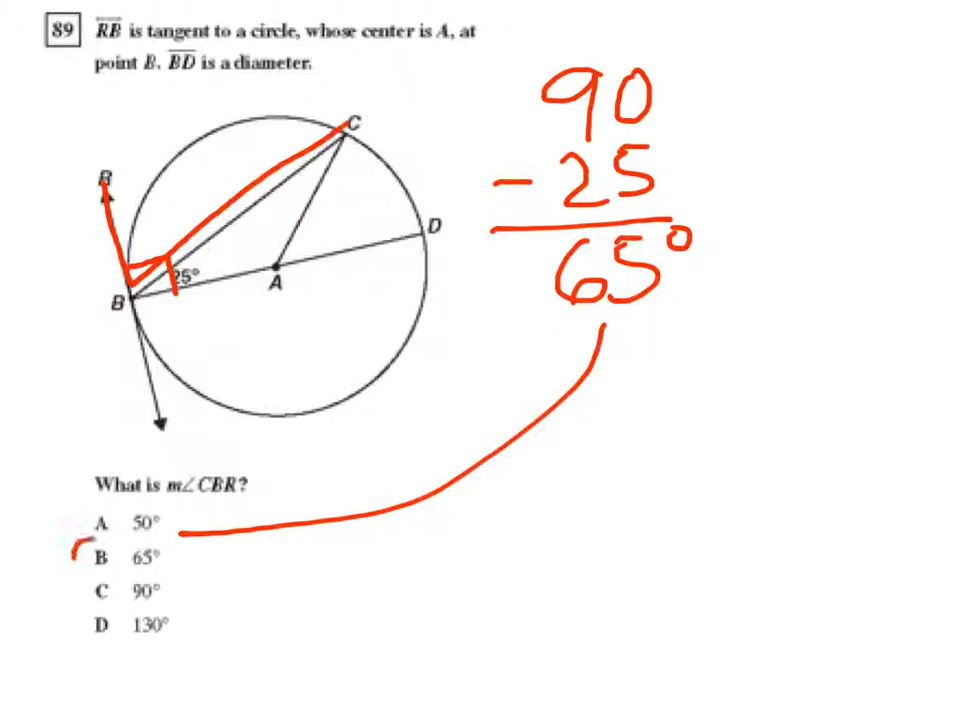 89 RB is tangent to a circle, whose center is A, at
point B. BD is a diameter.
90
- 25
65°
C
R
D
25°
A
B
What is m∠CBR?
A 50°
B 65°
C 90°
D 130°